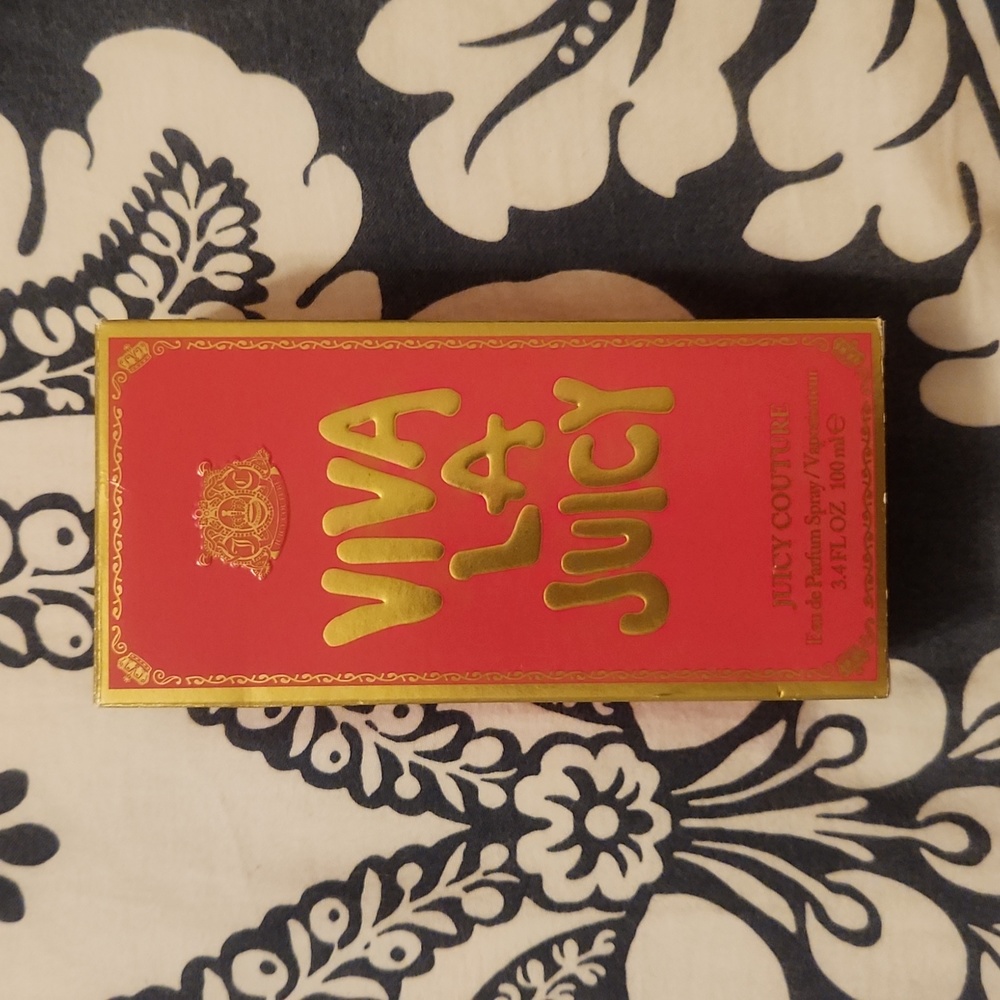 VIVA
LA
JUICY
JUICY COUTURE
Eau de Parfum Spray / Vaporisateur
3.4 FL OZ 100 ml ℮